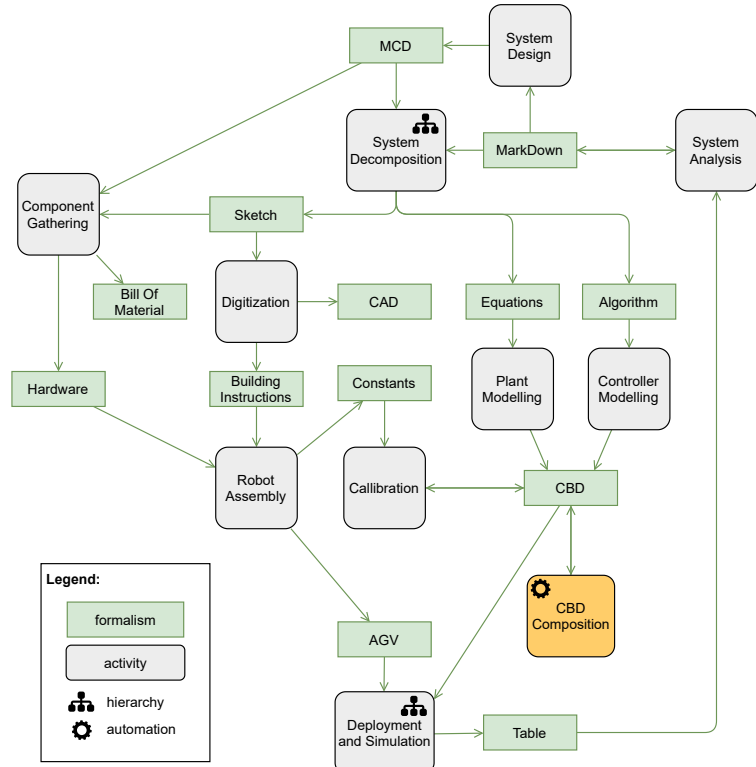 MCD
System
Design
System
Decomposition
MarkDown
System
Analysis
Component
Gathering
Sketch
Bill Of
Material
Digitization
CAD
Equations
Algorithm
Hardware
Building
Instructions
Constants
Plant
Modelling
Controller
Modelling
Robot
Assembly
Callibration
CBD
CBD
Composition
Legend:
formalism
activity
hierarchy
automation
AGV
Deployment
and Simulation
Table